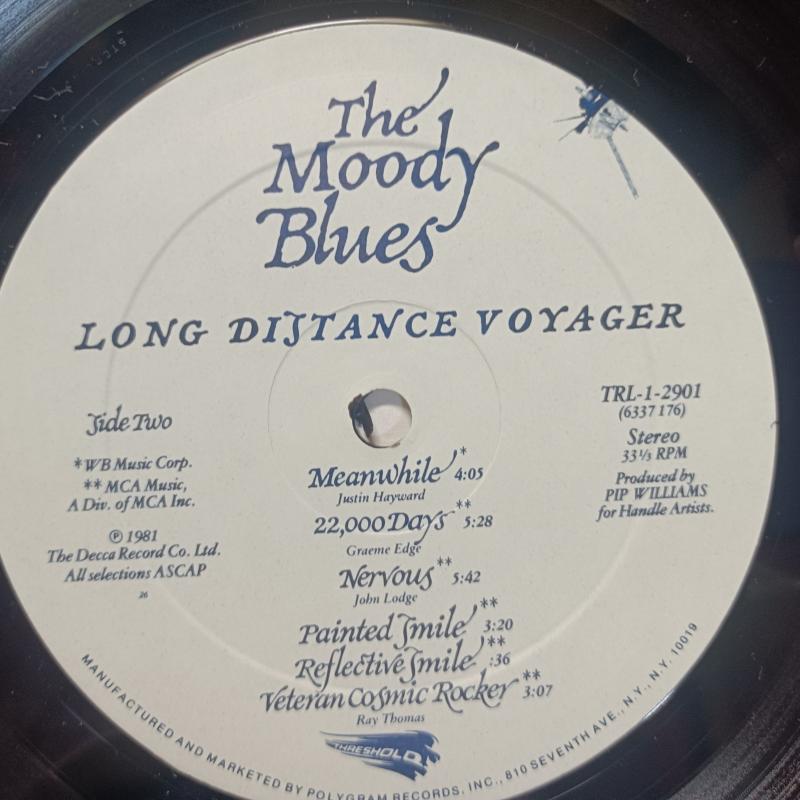 The
Moody
Blues
LONG DISTANCE VOYAGER
Side Two
*WB Music Corp.
**MCA Music,
A Div. of MCA Inc.
℗ 1981
The Decca Record Co. Ltd.
All selections ASCAP
26
TRL-1-2901
(6337 176)
Stereo
33⅓ RPM
Produced by
PIP WILLIAMS
for Handle Artists.
Meanwhile* 4:05
Justin Hayward
22,000 Days** 5:28
Graeme Edge
Nervous** 5:42
John Lodge
Painted Smile** 3:20
Reflective Smile** :36
Veteran Cosmic Rocker** 3:07
Ray Thomas
THRESHOLD
MANUFACTURED AND MARKETED BY POLYGRAM RECORDS, INC., 810 SEVENTH AVE., N.Y., N.Y. 10019